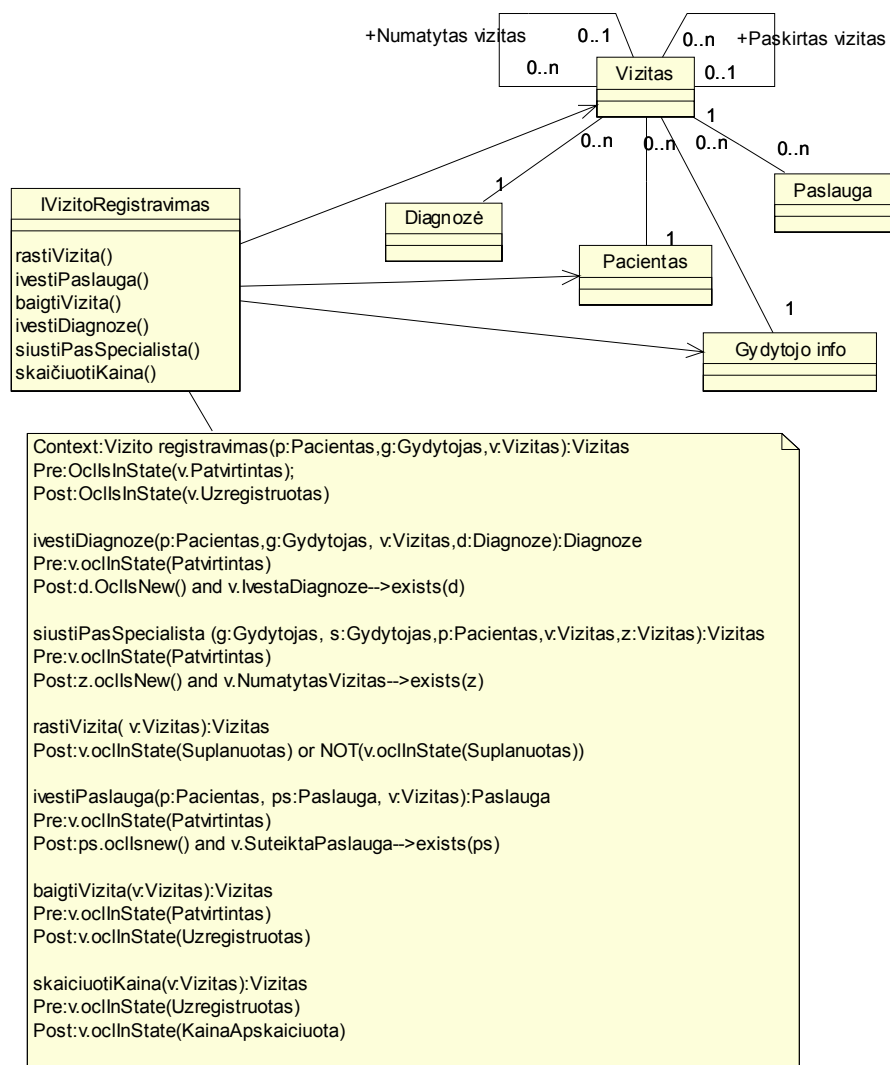 +Numatytas vizitas
0..1
0..n
+Paskirtas vizitas
0..n
Vizitas
0..1
1
0..n
0..n
0..n
0..n
1
Paslauga
IVizitoRegistravimas
Diagnozė
1
Pacientas
rastiVizita()
ivestiPaslauga()
baigtiVizita()
ivestiDiagnoze()
siustiPasSpecialista()
skaičiuotiKaina()
1
Gydytojo info
Context:Vizito registravimas(p:Pacientas,g:Gydytojas,v:Vizitas):Vizitas
Pre:OclIsInState(v.Patvirtintas);
Post:OclIsInState(v.Uzregistruotas)
ivestiDiagnoze(p:Pacientas,g:Gydytojas, v:Vizitas,d:Diagnoze):Diagnoze
Pre:v.oclInState(Patvirtintas)
Post:d.OclIsNew() and v.IvestaDiagnoze-->exists(d)
siustiPasSpecialista (g:Gydytojas, s:Gydytojas,p:Pacientas,v:Vizitas,z:Vizitas):Vizitas
Pre:v.oclInState(Patvirtintas)
Post:z.oclIsNew() and v.NumatytasVizitas-->exists(z)
rastiVizita( v:Vizitas):Vizitas
Post:v.oclInState(Suplanuotas) or NOT(v.oclInState(Suplanuotas))
ivestiPaslauga(p:Pacientas, ps:Paslauga, v:Vizitas):Paslauga
Pre:v.oclInState(Patvirtintas)
Post:ps.oclIsnew() and v.SuteiktaPaslauga-->exists(ps)
baigtiVizita(v:Vizitas):Vizitas
Pre:v.oclInState(Patvirtintas)
Post:v.oclInState(Uzregistruotas)
skaiciuotiKaina(v:Vizitas):Vizitas
Pre:v.oclInState(Uzregistruotas)
Post:v.oclInState(KainaApskaiciuota)